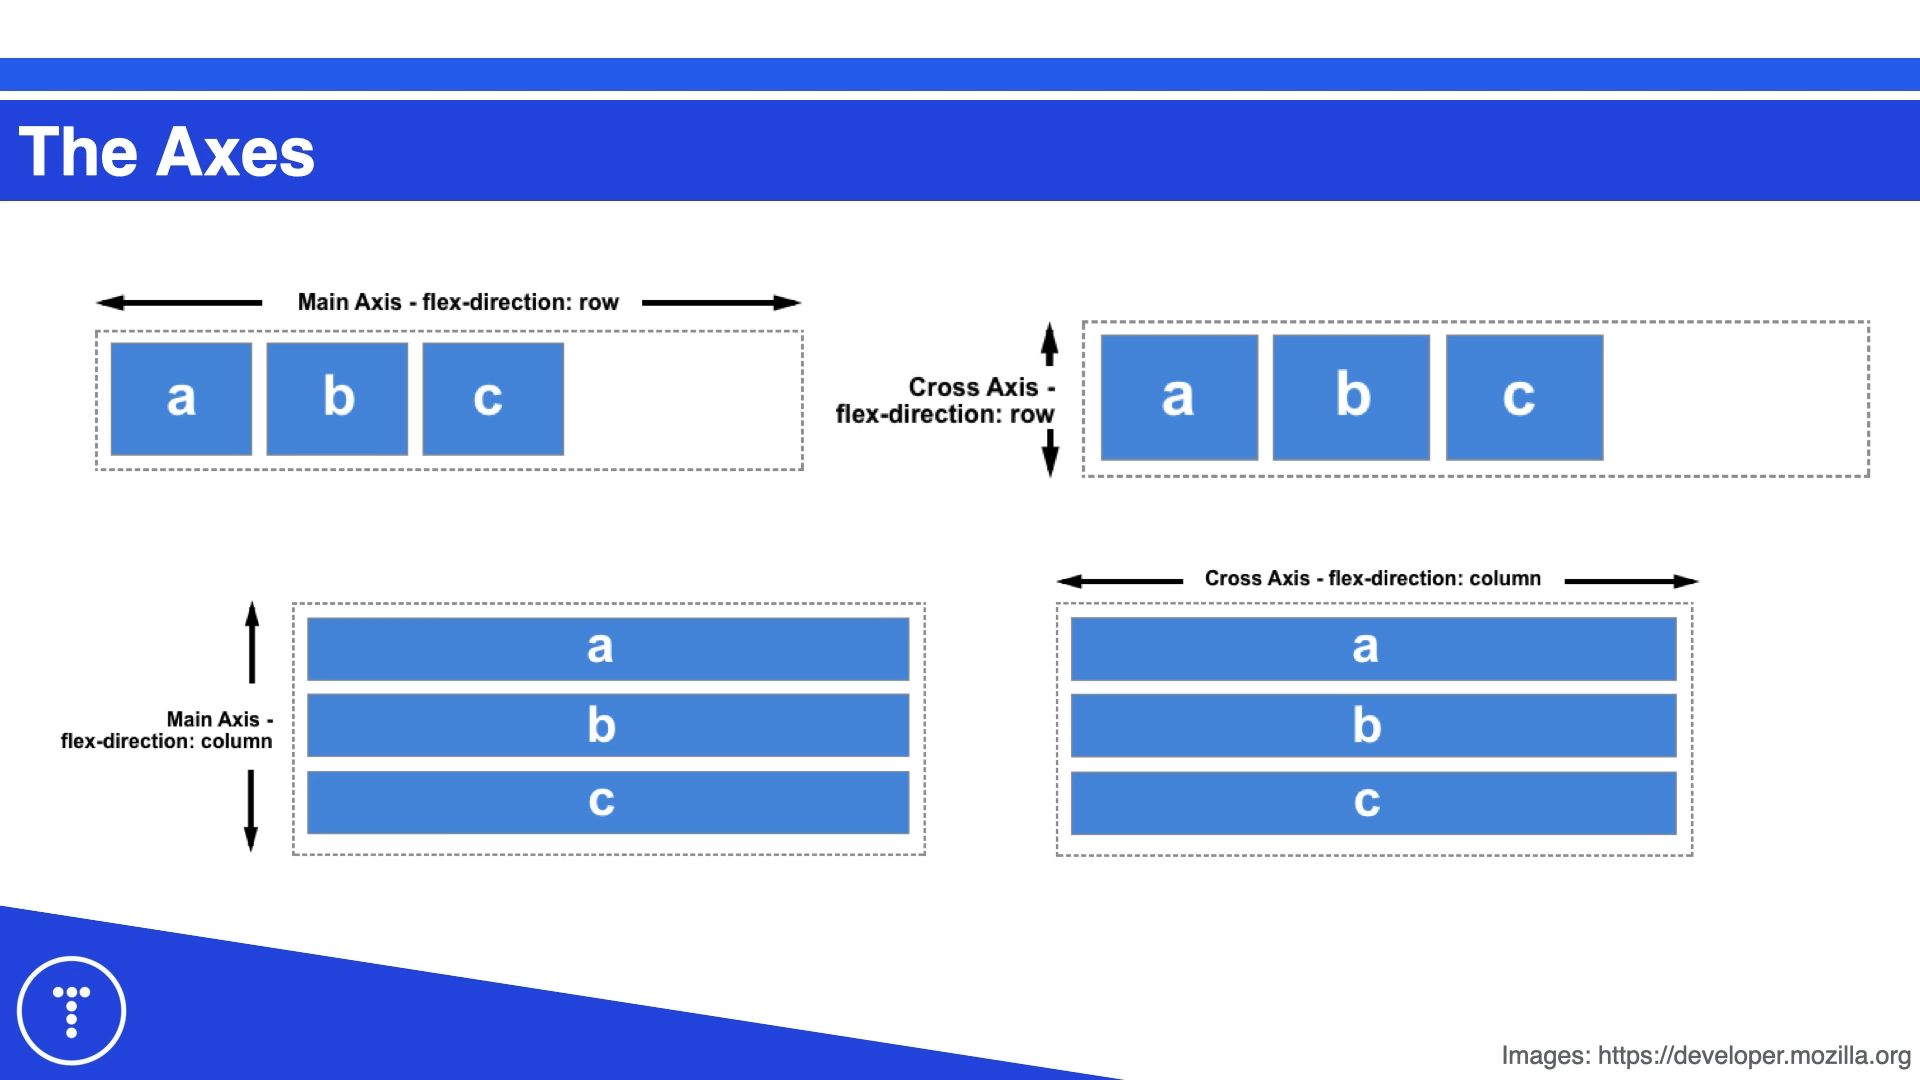 The Axes
Main Axis - flex-direction: row
a b c
Cross Axis -
flex-direction: row
a b c
Main Axis -
flex-direction: column
a
b
c
Cross Axis - flex-direction: column
a
b
c
T
Images: https://developer.mozilla.org